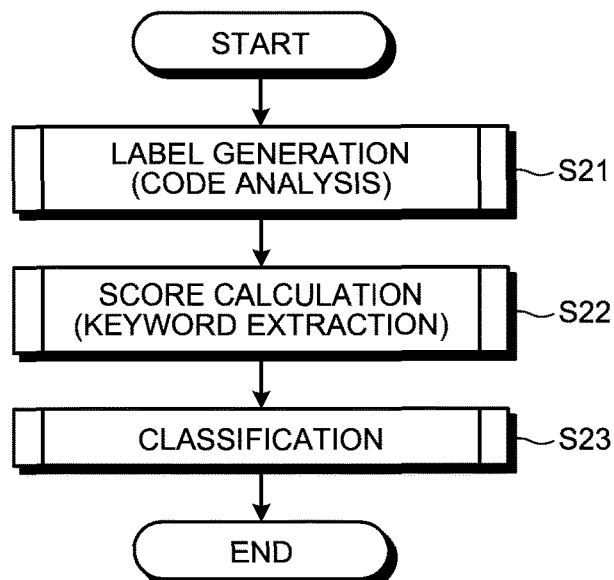 START
LABEL GENERATION
(CODE ANALYSIS)
S21
SCORE CALCULATION
(KEYWORD EXTRACTION)
S22
CLASSIFICATION
S23
END